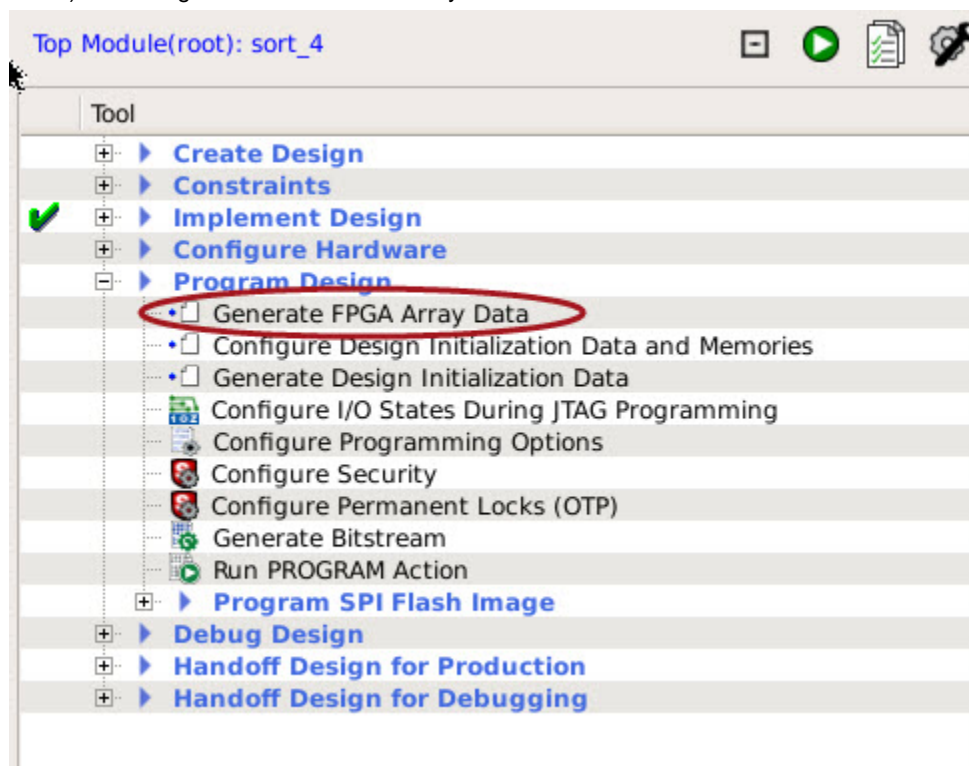 Top Module(root): sort_4
Tool
Create Design
Constraints
Implement Design
Configure Hardware
Program Design
Generate FPGA Array Data
Configure Design Initialization Data and Memories
Generate Design Initialization Data
Configure I/O States During JTAG Programming
Configure Programming Options
Configure Security
Configure Permanent Locks (OTP)
Generate Bitstream
Run PROGRAM Action
Program SPI Flash Image
Debug Design
Handoff Design for Production
Handoff Design for Debugging